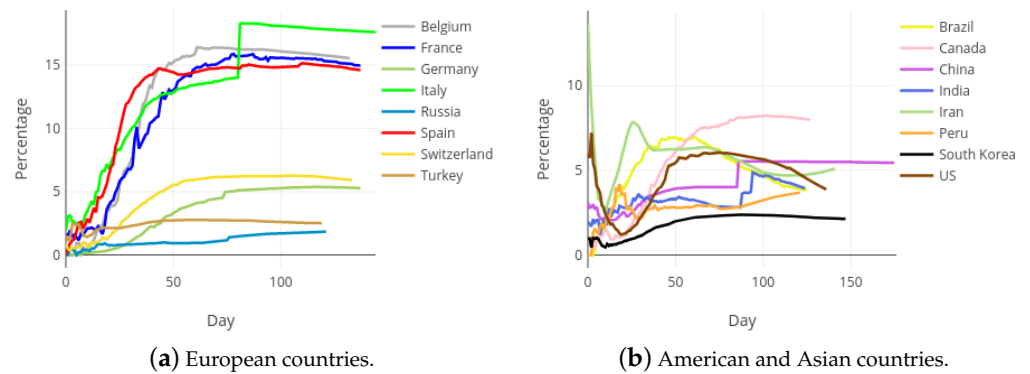 Percentage
15
10
5
0
0
50
100
Day
Belgium
France
Germany
Italy
Russia
Spain
Switzerland
Turkey
(a) European countries.
Percentage
10
5
0
0
50
100
150
Day
Brazil
Canada
China
India
Iran
Peru
South Korea
US
(b) American and Asian countries.